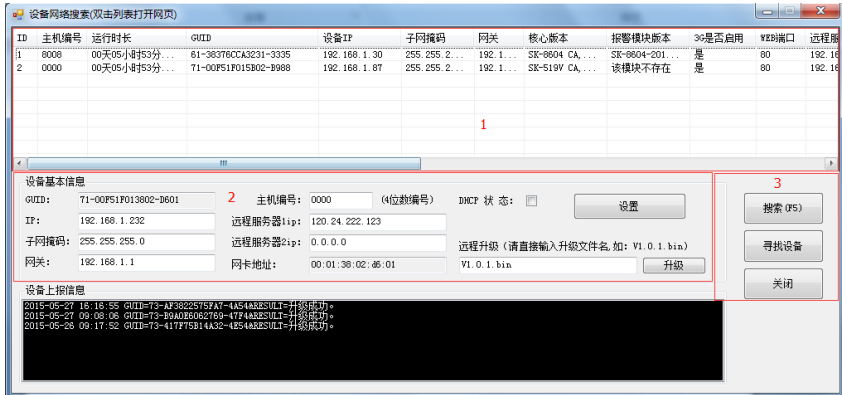 设备网络搜索(双击列表打开网页)
ID 主机编号 运行时长 GUID 设备IP 子网掩码 网关 核心版本 报警模块版本 3G是否启用 WEB端口 远程服
1 8008 00天05小时53分... 61-38376CCA3231-3335 192.168.1.30 255.255.2... 192.1... SK-8604 CA,... SK-8604-201... 是 80 192.16
2 0000 00天05小时53分... 71-00F51F015B02-B988 192.168.1.87 255.255.2... 192.1... SK-519V CA,... 该模块不存在 是 80 192.16
1
设备基本信息
2
3
GUID: 71-00F51F013802-D601 主机编号: 0000 (4位数编号) DHCP 状 态: 设置
搜索(F5)
IP: 192.168.1.232 远程服务器1ip: 120.24.222.123
子网掩码: 255.255.255.0 远程服务器2ip: 0.0.0.0 远程升级(请直接输入升级文件名,如: V1.0.1.bin)
寻找设备
网关: 192.168.1.1 网卡地址: 00:01:38:02:d6:01 V1.0.1.bin 升级
关闭
设备上报信息
2015-05-27 16:16:55 GUID=73-AF3822575FA7-4A54&RESULT=升级成功。
2015-05-27 09:08:06 GUID=73-B9A0E6062769-47F4&RESULT=升级成功。
2015-05-26 09:17:52 GUID=73-417F75B14A32-4E54&RESULT=升级成功。